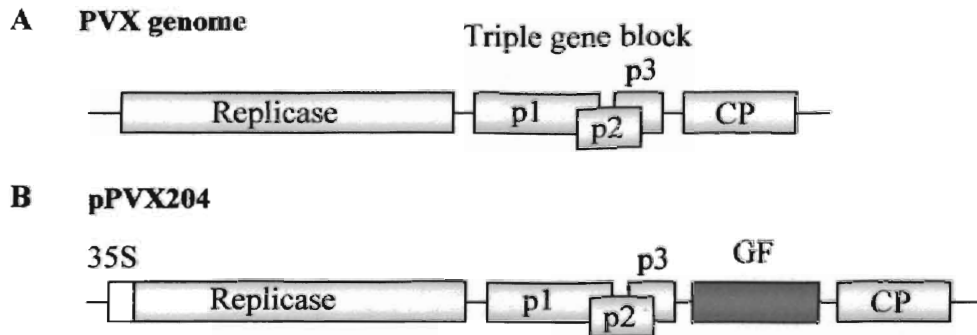 A PVX genome
Triple gene block
p3
Replicase p1 CP
p2
B pPVX204
35S p3 GF
Replicase p1 CP
p2